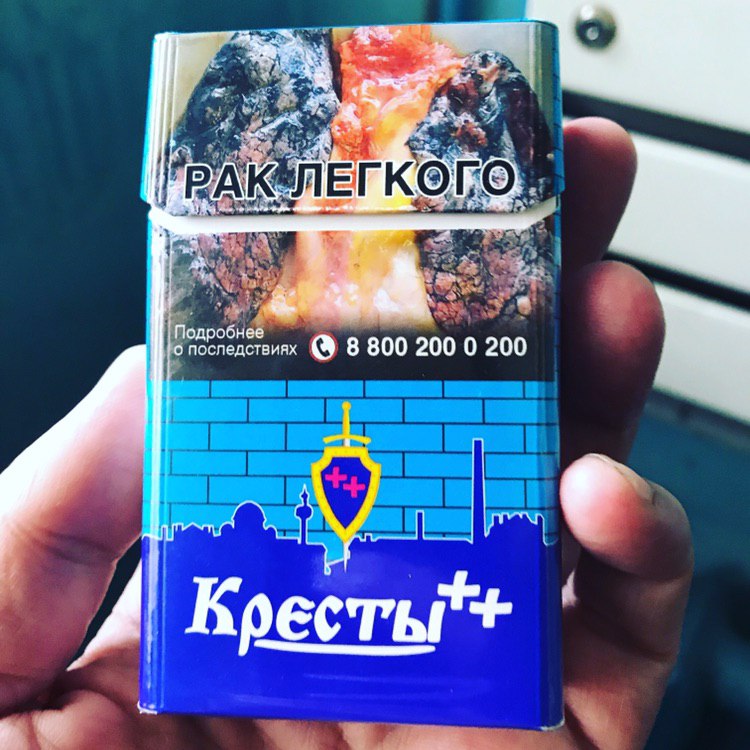 РАК ЛЕГКОГО
Подробнее
о последствиях 8 800 200 0 200
++
Кресты++